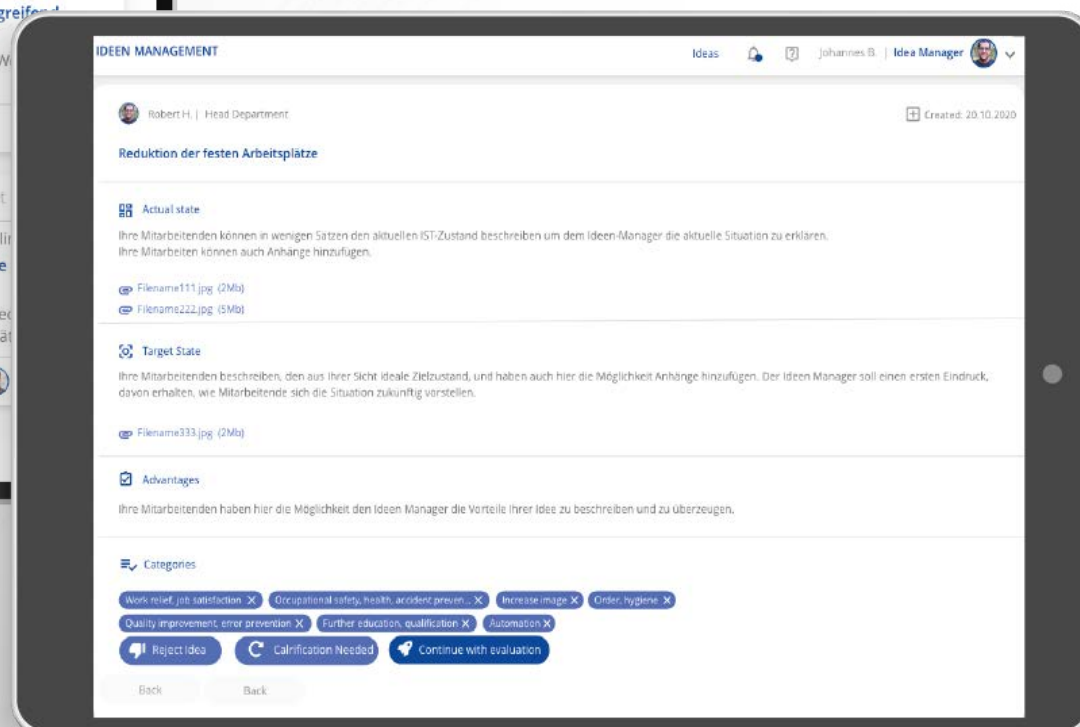 greifend
IDEEN MANAGEMENT
Ideas
Johannes B. | Idea Manager
Robert H. | Head Department
Created: 20.10.2020
Reduktion der festen Arbeitsplätze
Actual state
Ihre Mitarbeitenden können in wenigen Sätzen den aktuellen IST-Zustand beschreiben um dem Ideen-Manager die aktuelle Situation zu erklären.
Ihre Mitarbeiten können auch Anhänge hinzufügen.
Filename111.jpg (2Mb)
Filename222.jpg (5Mb)
Target State
Ihre Mitarbeitenden beschreiben, den aus Ihrer Sicht ideale Zielzustand, und haben auch hier die Möglichkeit Anhänge hinzufügen. Der Ideen Manager soll einen ersten Eindruck,
davon erhalten, wie Mitarbeitende sich die Situation zukünftig vorstellen.
Filename333.jpg (2Mb)
Advantages
Ihre Mitarbeitenden haben hier die Möglichkeit den Ideen Manager die Vorteile Ihrer Idee zu beschreiben und zu überzeugen.
Categories
Work relief, job satisfaction X Occupational safety, health, accident preven... X Increase image X Order, hygiene X
Quality improvement, error prevention X Further education, qualification X Automation X
Reject Idea Calrification Needed Continue with evaluation
Back Back